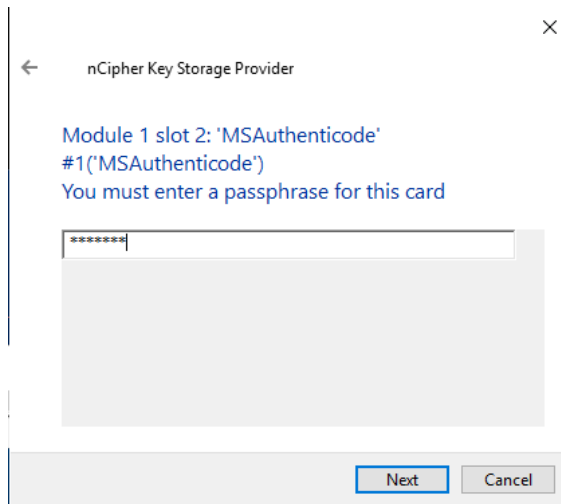 nCipher Key Storage Provider
Module 1 slot 2: 'MSAuthenticode'
#1('MSAuthenticode')
You must enter a passphrase for this card
*******
Next
Cancel